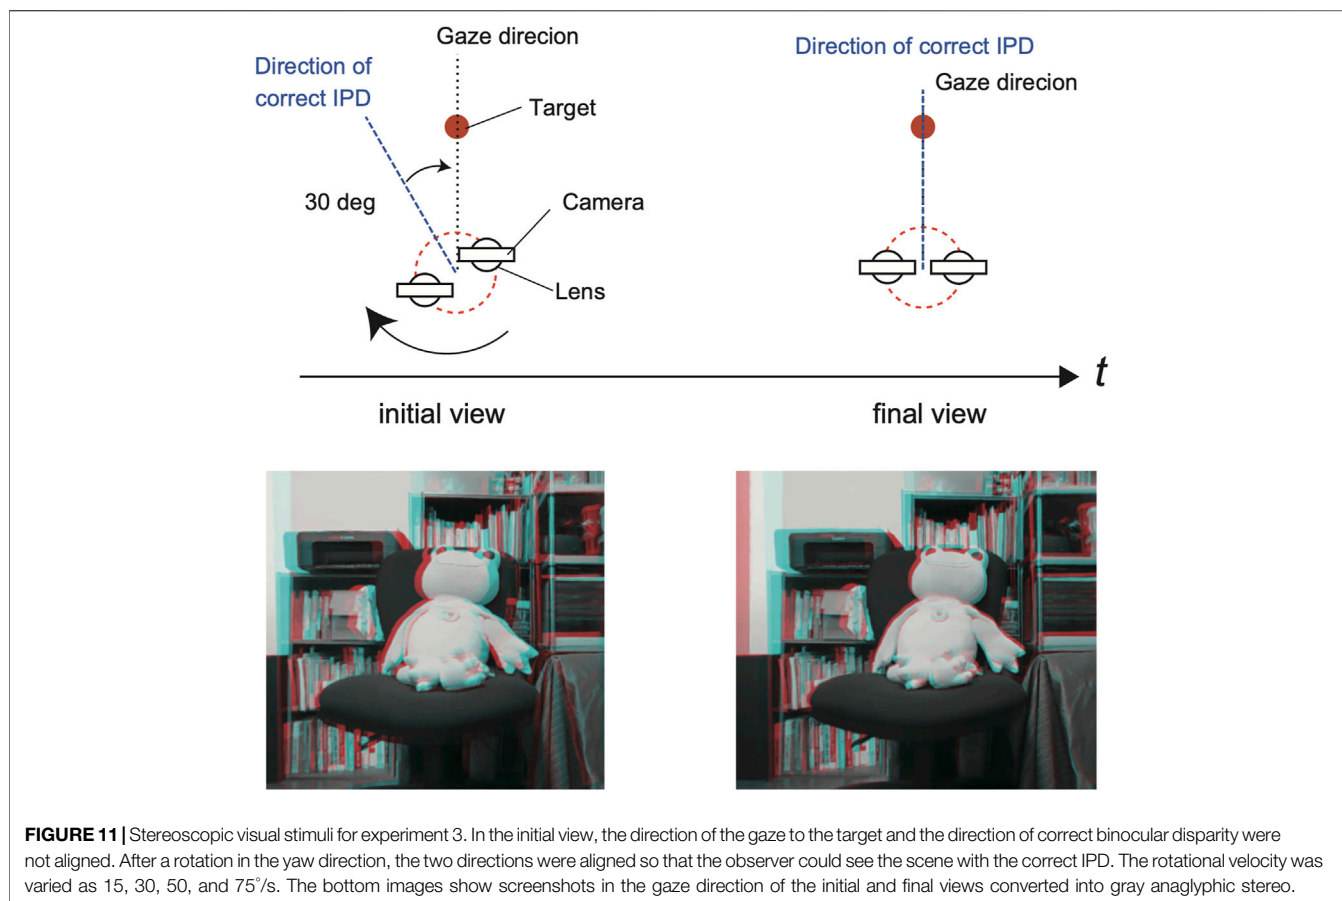 Gaze direcion
Direction of
correct IPD
Target
30 deg
Camera
Lens
Direction of correct IPD
Gaze direcion
t
initial view
final view
FIGURE 11 | Stereoscopic visual stimuli for experiment 3. In the initial view, the direction of the gaze to the target and the direction of correct binocular disparity were
not aligned. After a rotation in the yaw direction, the two directions were aligned so that the observer could see the scene with the correct IPD. The rotational velocity was
varied as 15, 30, 50, and 75°/s. The bottom images show screenshots in the gaze direction of the initial and final views converted into gray anaglyphic stereo.